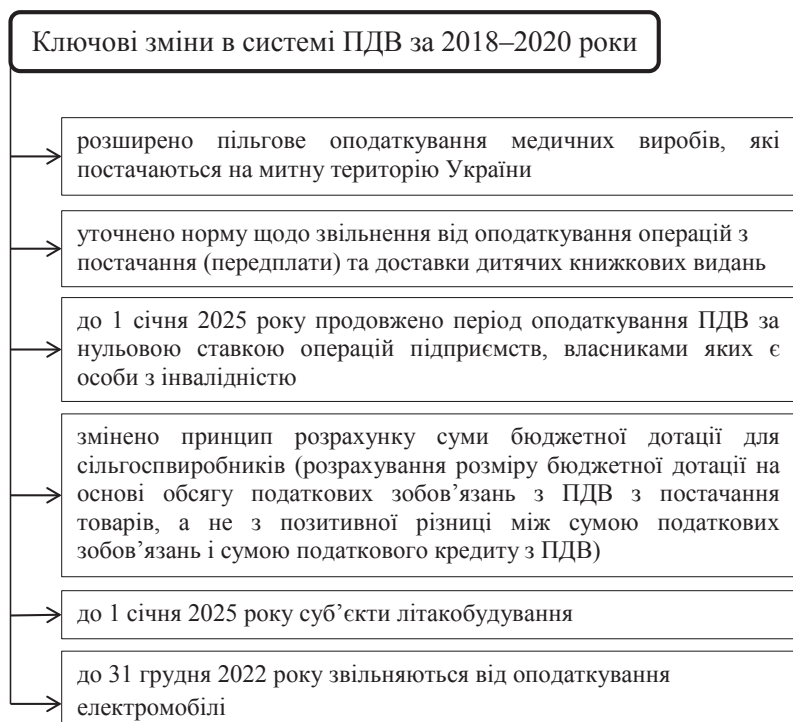 Ключові зміни в системі ПДВ за 2018–2020 роки
розширено пільгове оподаткування медичних виробів, які
постачаються на митну територію України
уточнено норму щодо звільнення від оподаткування операцій з
постачання (передплати) та доставки дитячих книжкових видань
до 1 січня 2025 року продовжено період оподаткування ПДВ за
нульовою ставкою операцій підприємств, власниками яких є
особи з інвалідністю
змінено принцип розрахунку суми бюджетної дотації для
сільгоспвиробників (розрахування розміру бюджетної дотації на
основі обсягу податкових зобов’язань з ПДВ з постачання
товарів, а не з позитивної різниці між сумою податкових
зобов’язань і сумою податкового кредиту з ПДВ)
до 1 січня 2025 року суб’єкти літакобудування
до 31 грудня 2022 року звільняються від оподаткування
електромобілі